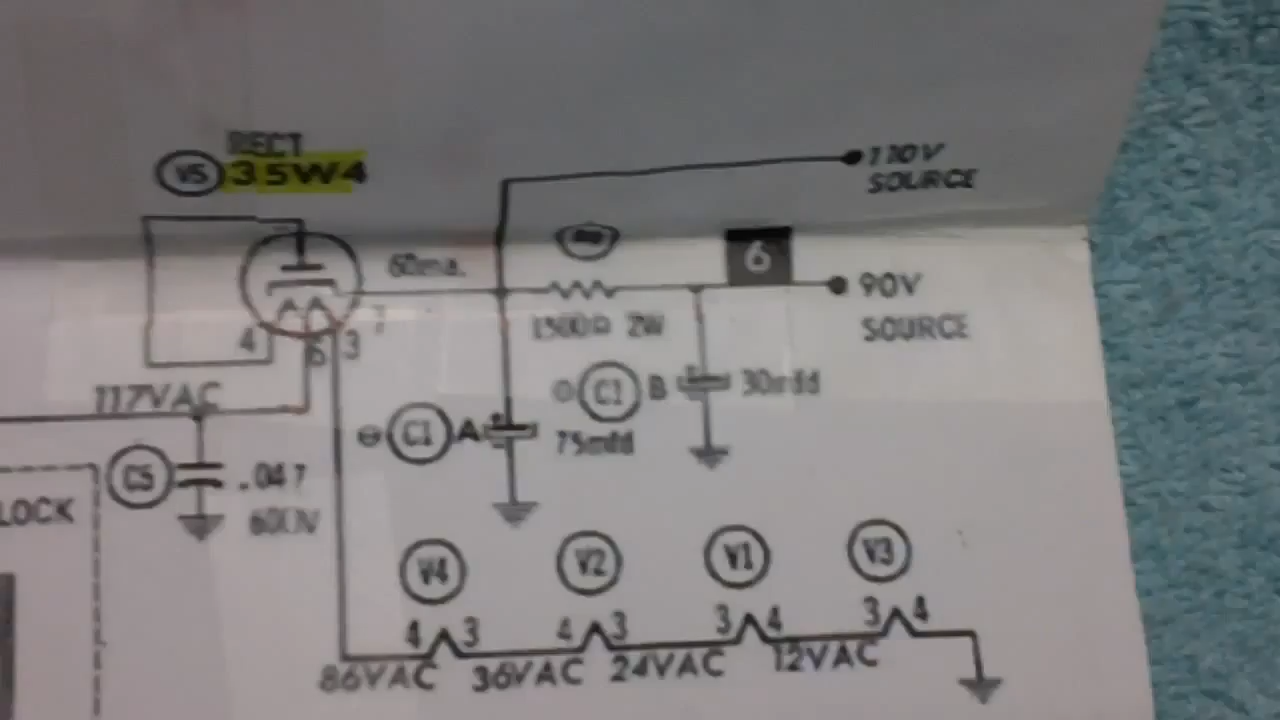 RECT
V5 35W4
110V
SOURCE
60ma.
6
90V
SOURCE
4
6
3
7
1500Ω 2W
117VAC
C1 B 30mfd
C1 A 75mfd
C5 .047
600V
LOCK
V4
V2
V1
V3
4 3
4 3
3 4
3 4
86VAC
36VAC
24VAC
12VAC